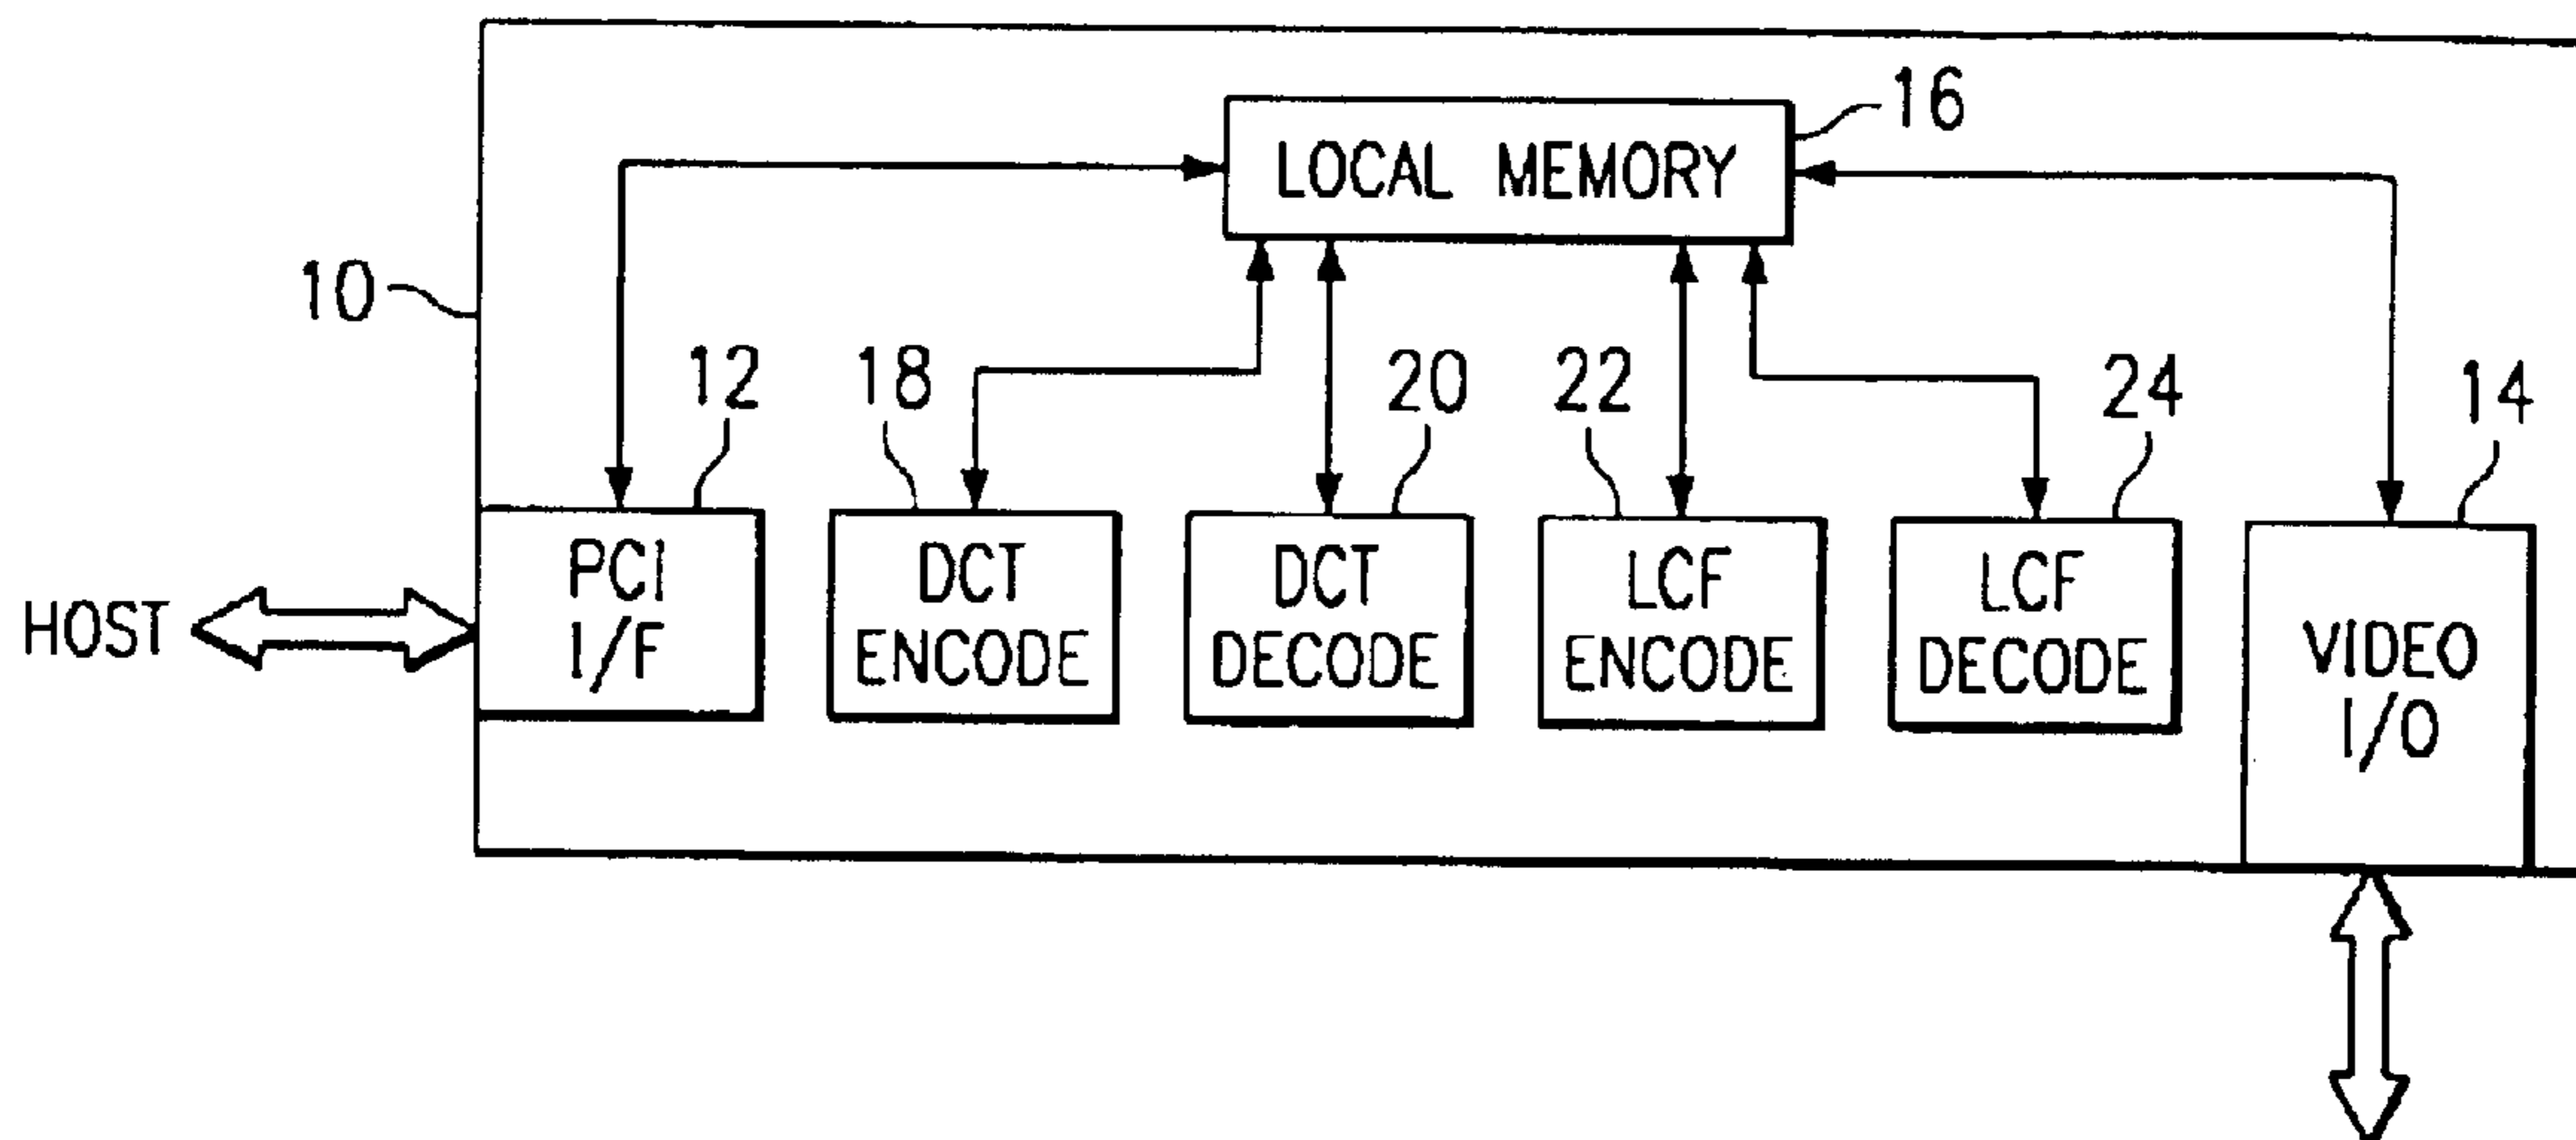 16
LOCAL MEMORY
10
12
18
20
22
24
14
HOST
PCI
I/F
DCT
ENCODE
DCT
DECODE
LCF
ENCODE
LCF
DECODE
VIDEO
I/O